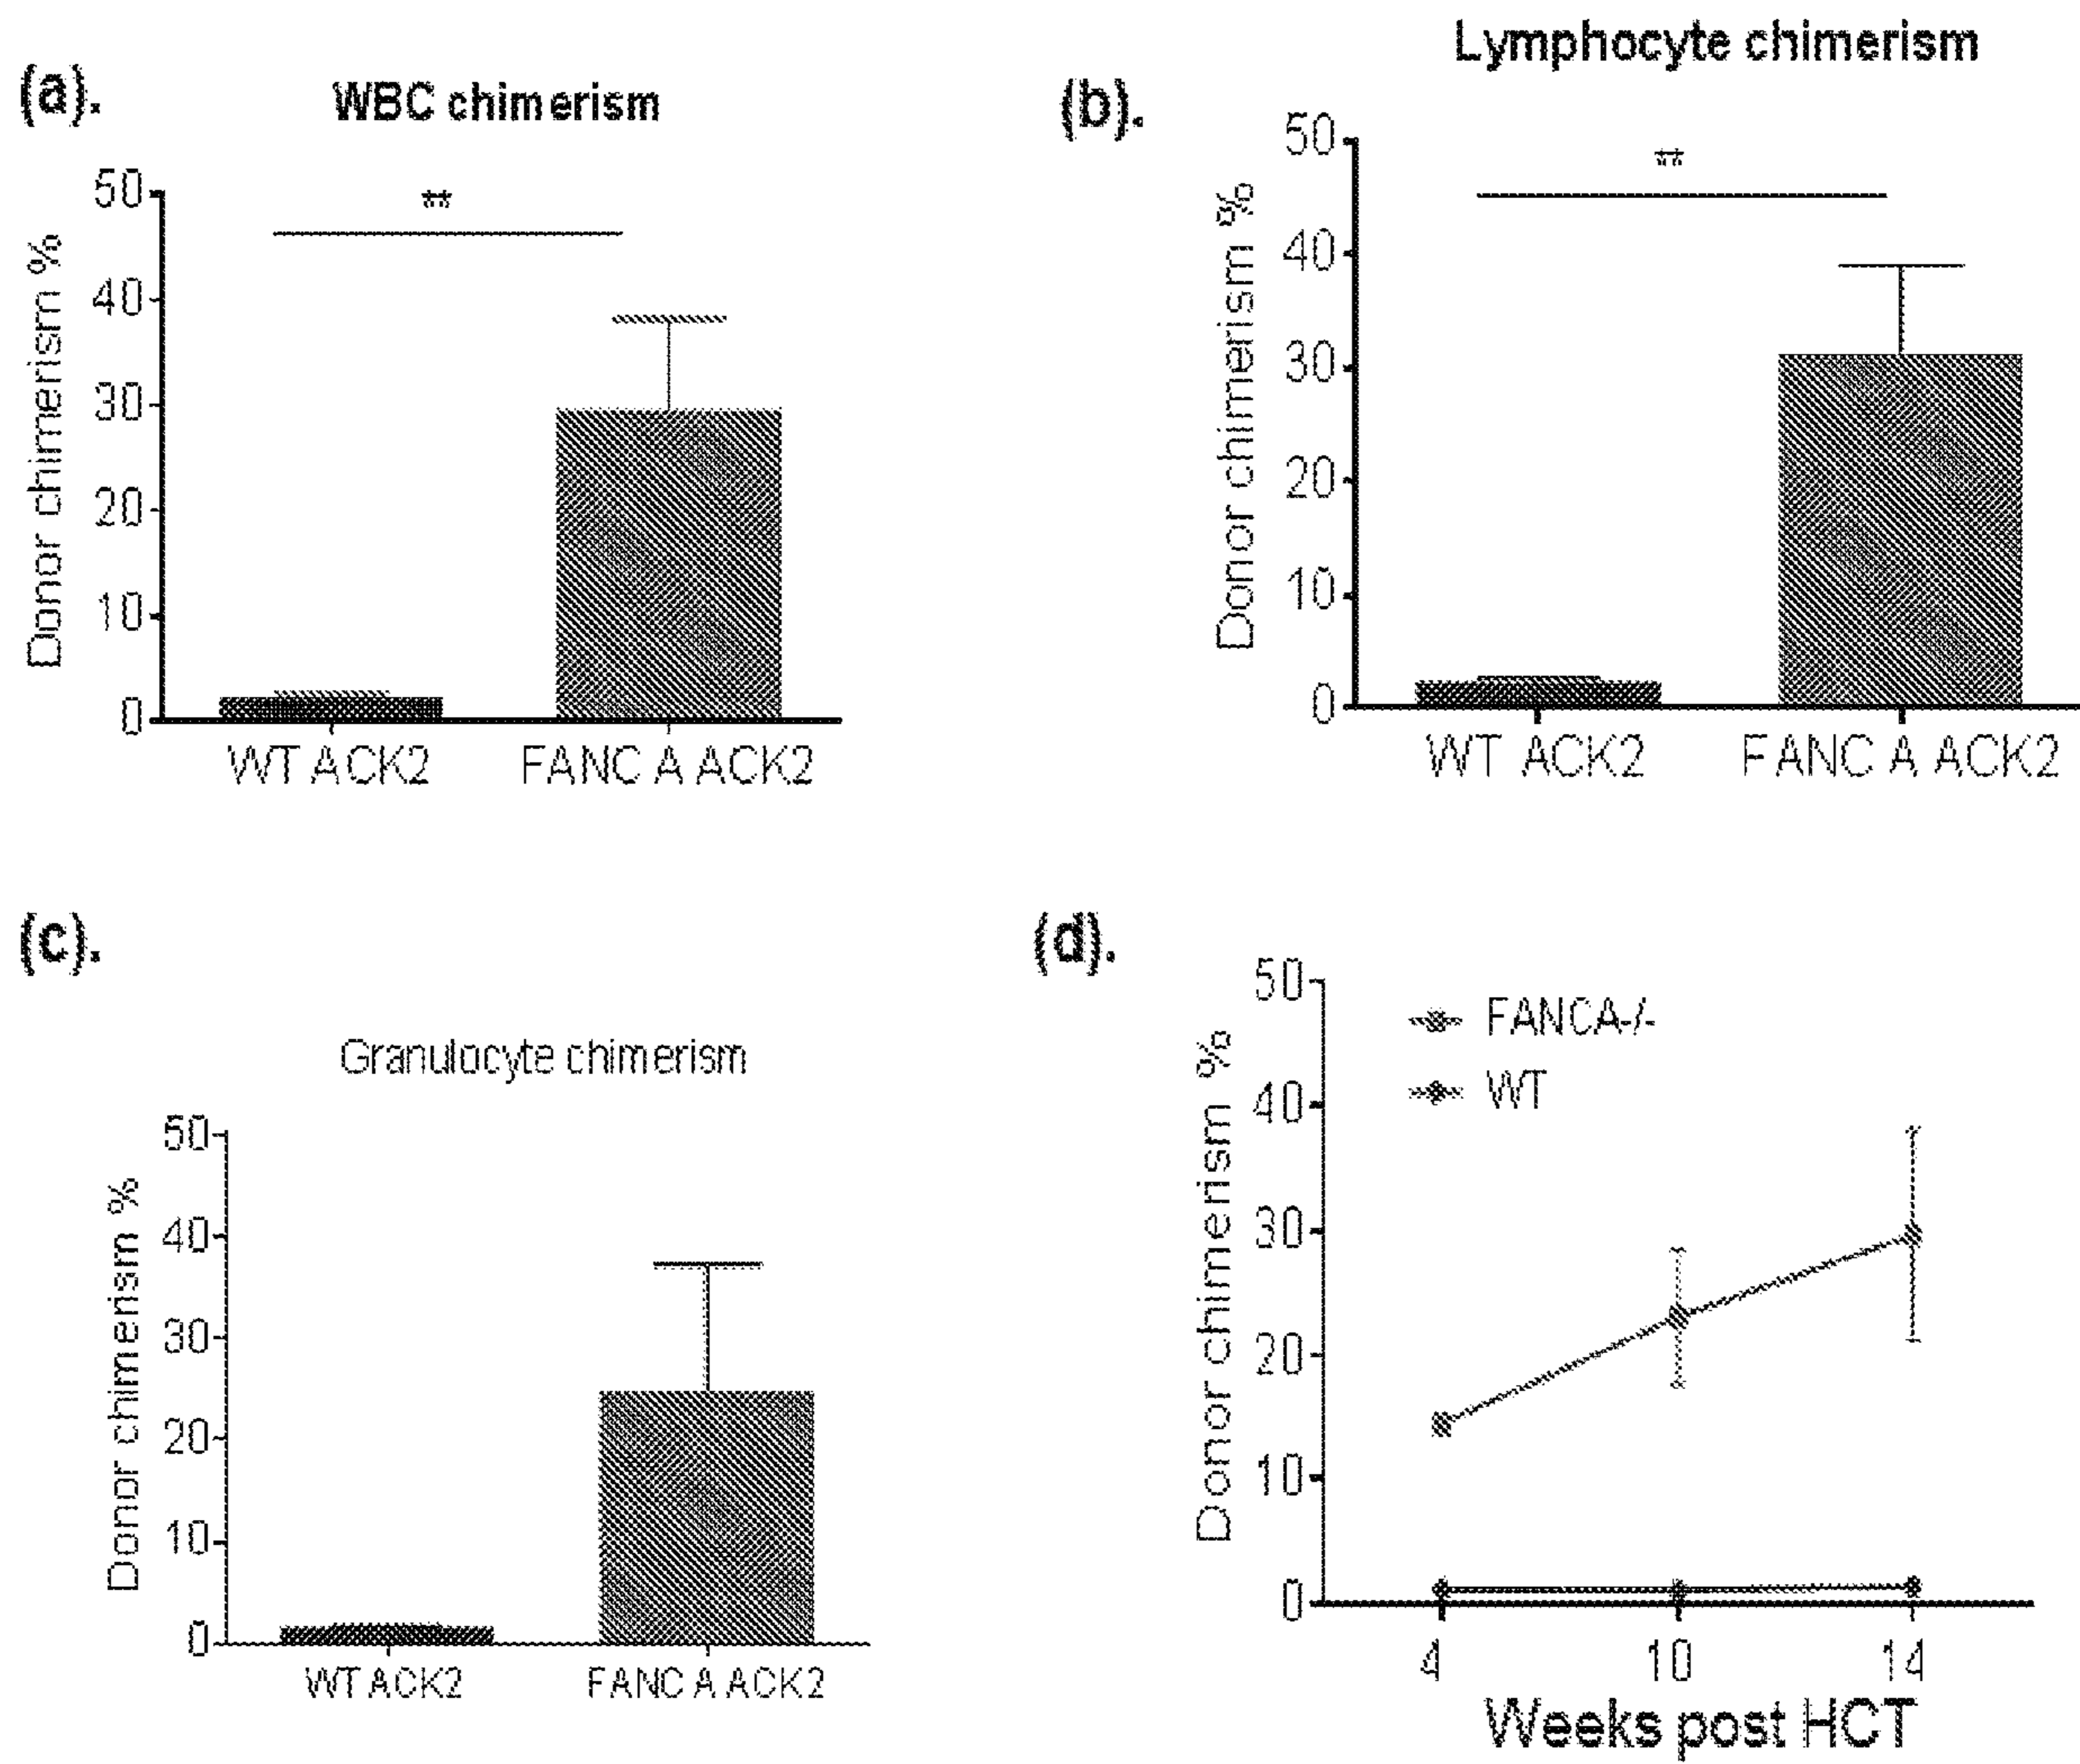 (a).
WBC chimerism
Donor chimerism %
50
**
40
30
20
10
0
WT ACK2
FANC A ACK2
(b).
Lymphocyte chimerism
Donor chimerism %
50
**
40
30
20
10
0
WT ACK2
FANC A ACK2
(c).
Granulocyte chimerism
Donor chimerism %
50
40
30
20
10
0
WT ACK2
FANC A ACK2
(d).
Donor chimerism %
50
40
30
20
10
0
FANCA-/-
WT
4 10 14
Weeks post HCT